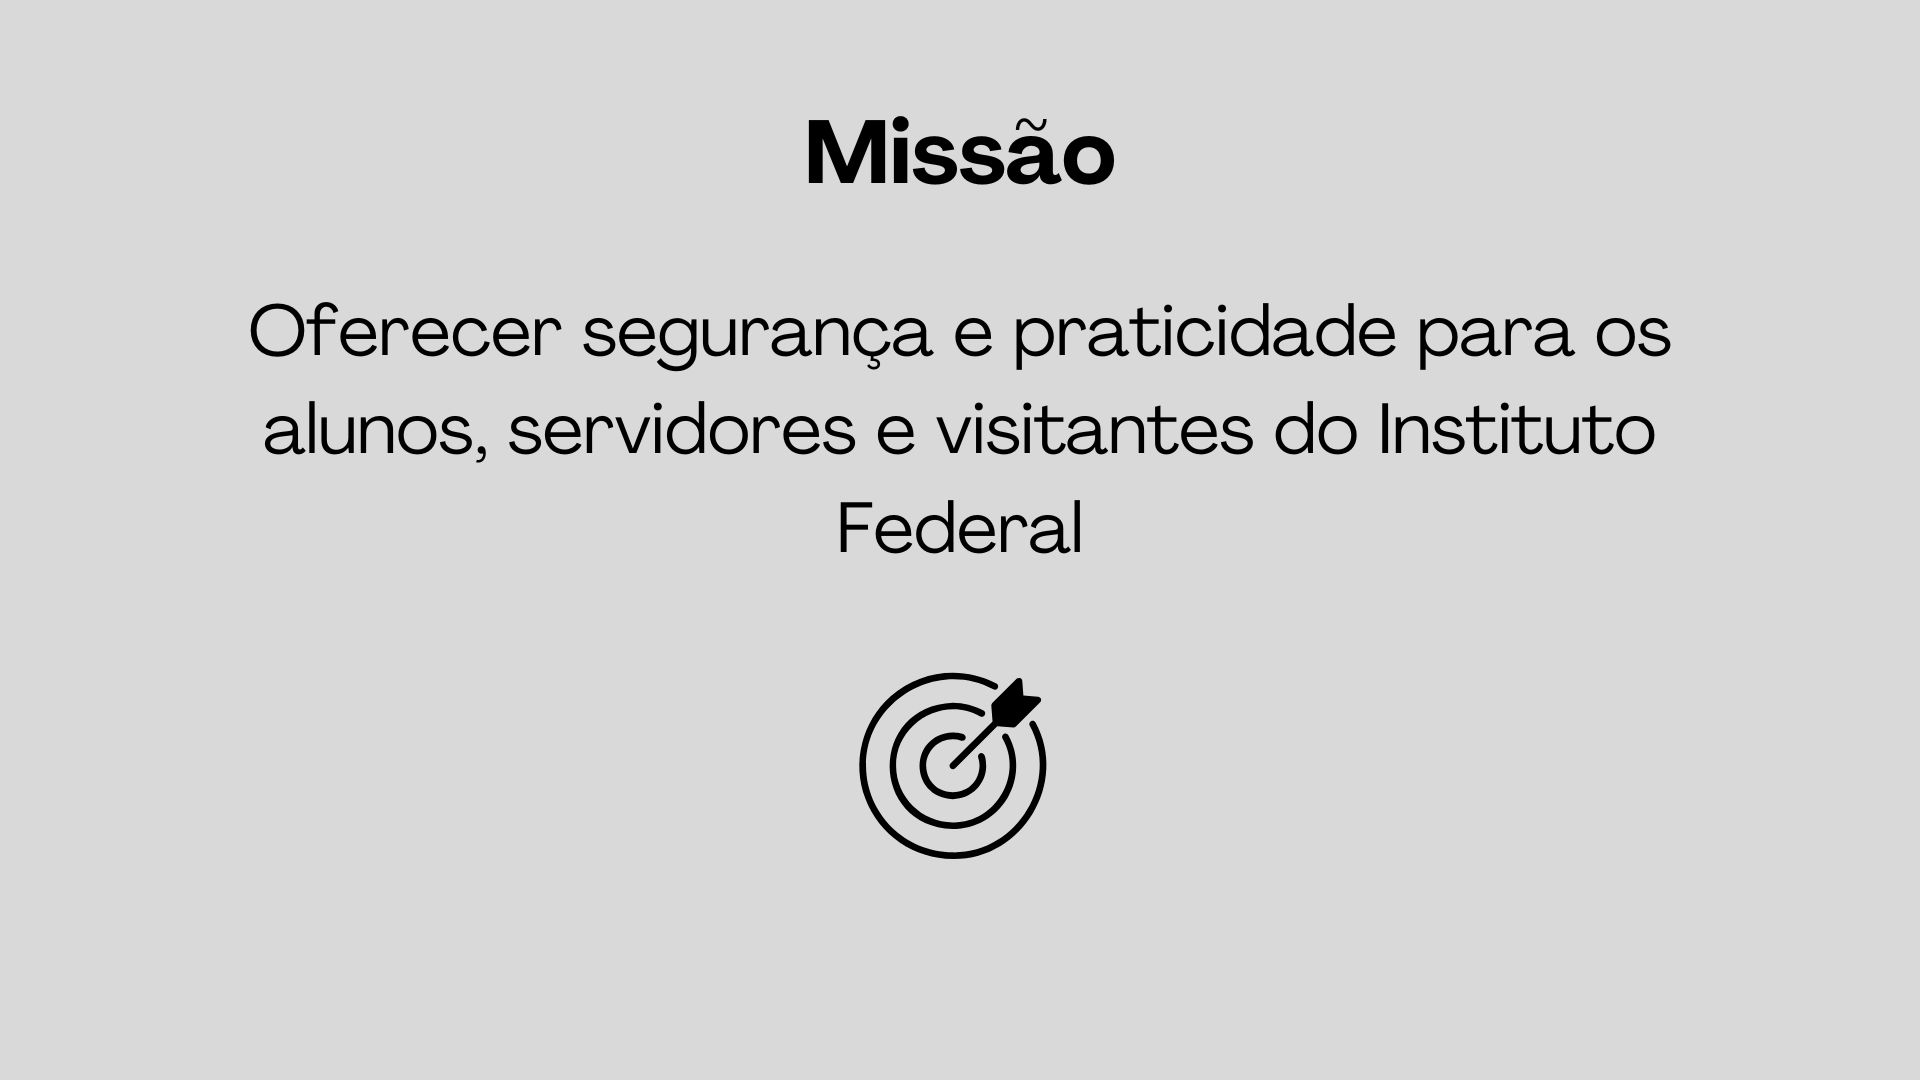 Missão
Oferecer segurança e praticidade para os
alunos, servidores e visitantes do Instituto
Federal